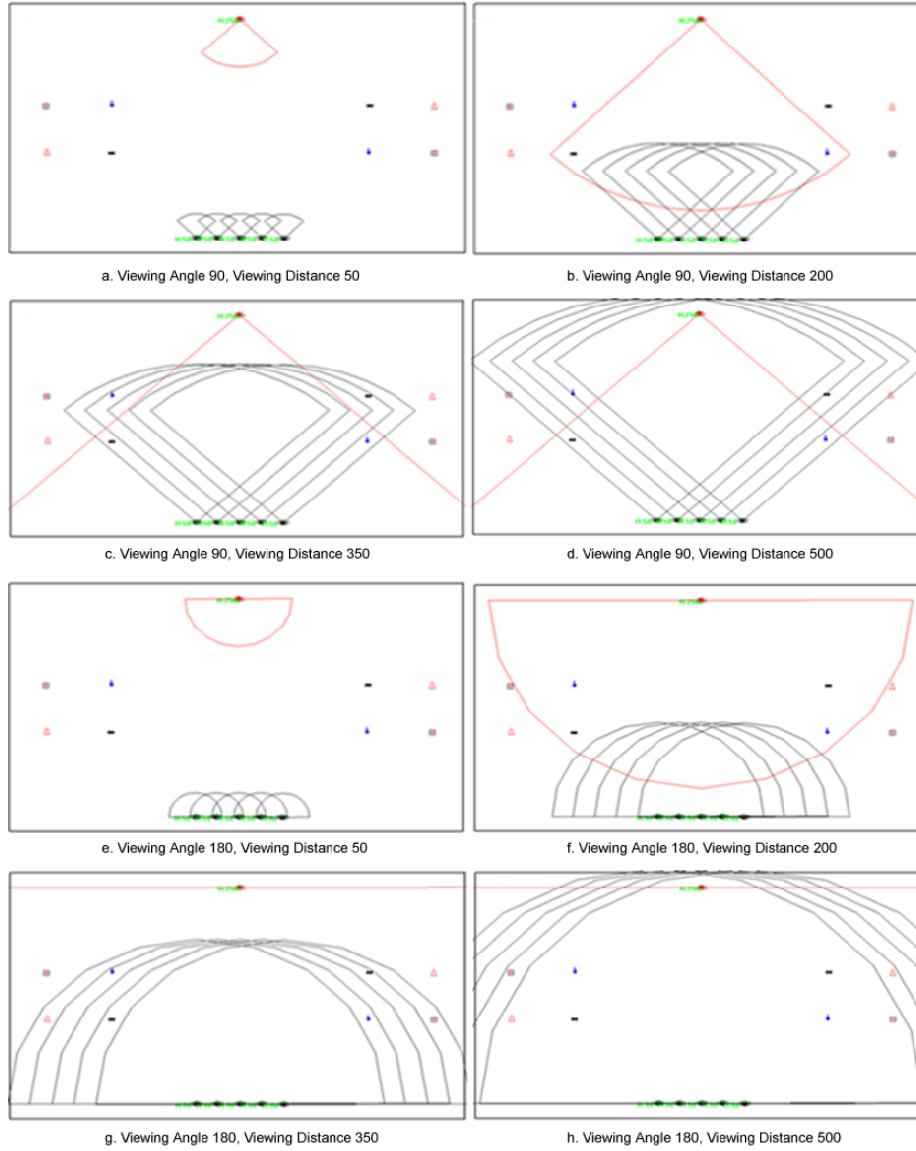 a. Viewing Angle 90, Viewing Distance 50
b. Viewing Angle 90, Viewing Distance 200
c. Viewing Angle 90, Viewing Distance 350
d. Viewing Angle 90, Viewing Distance 500
e. Viewing Angle 180, Viewing Distance 50
f. Viewing Angle 180, Viewing Distance 200
g. Viewing Angle 180, Viewing Distance 350
h. Viewing Angle 180, Viewing Distance 500